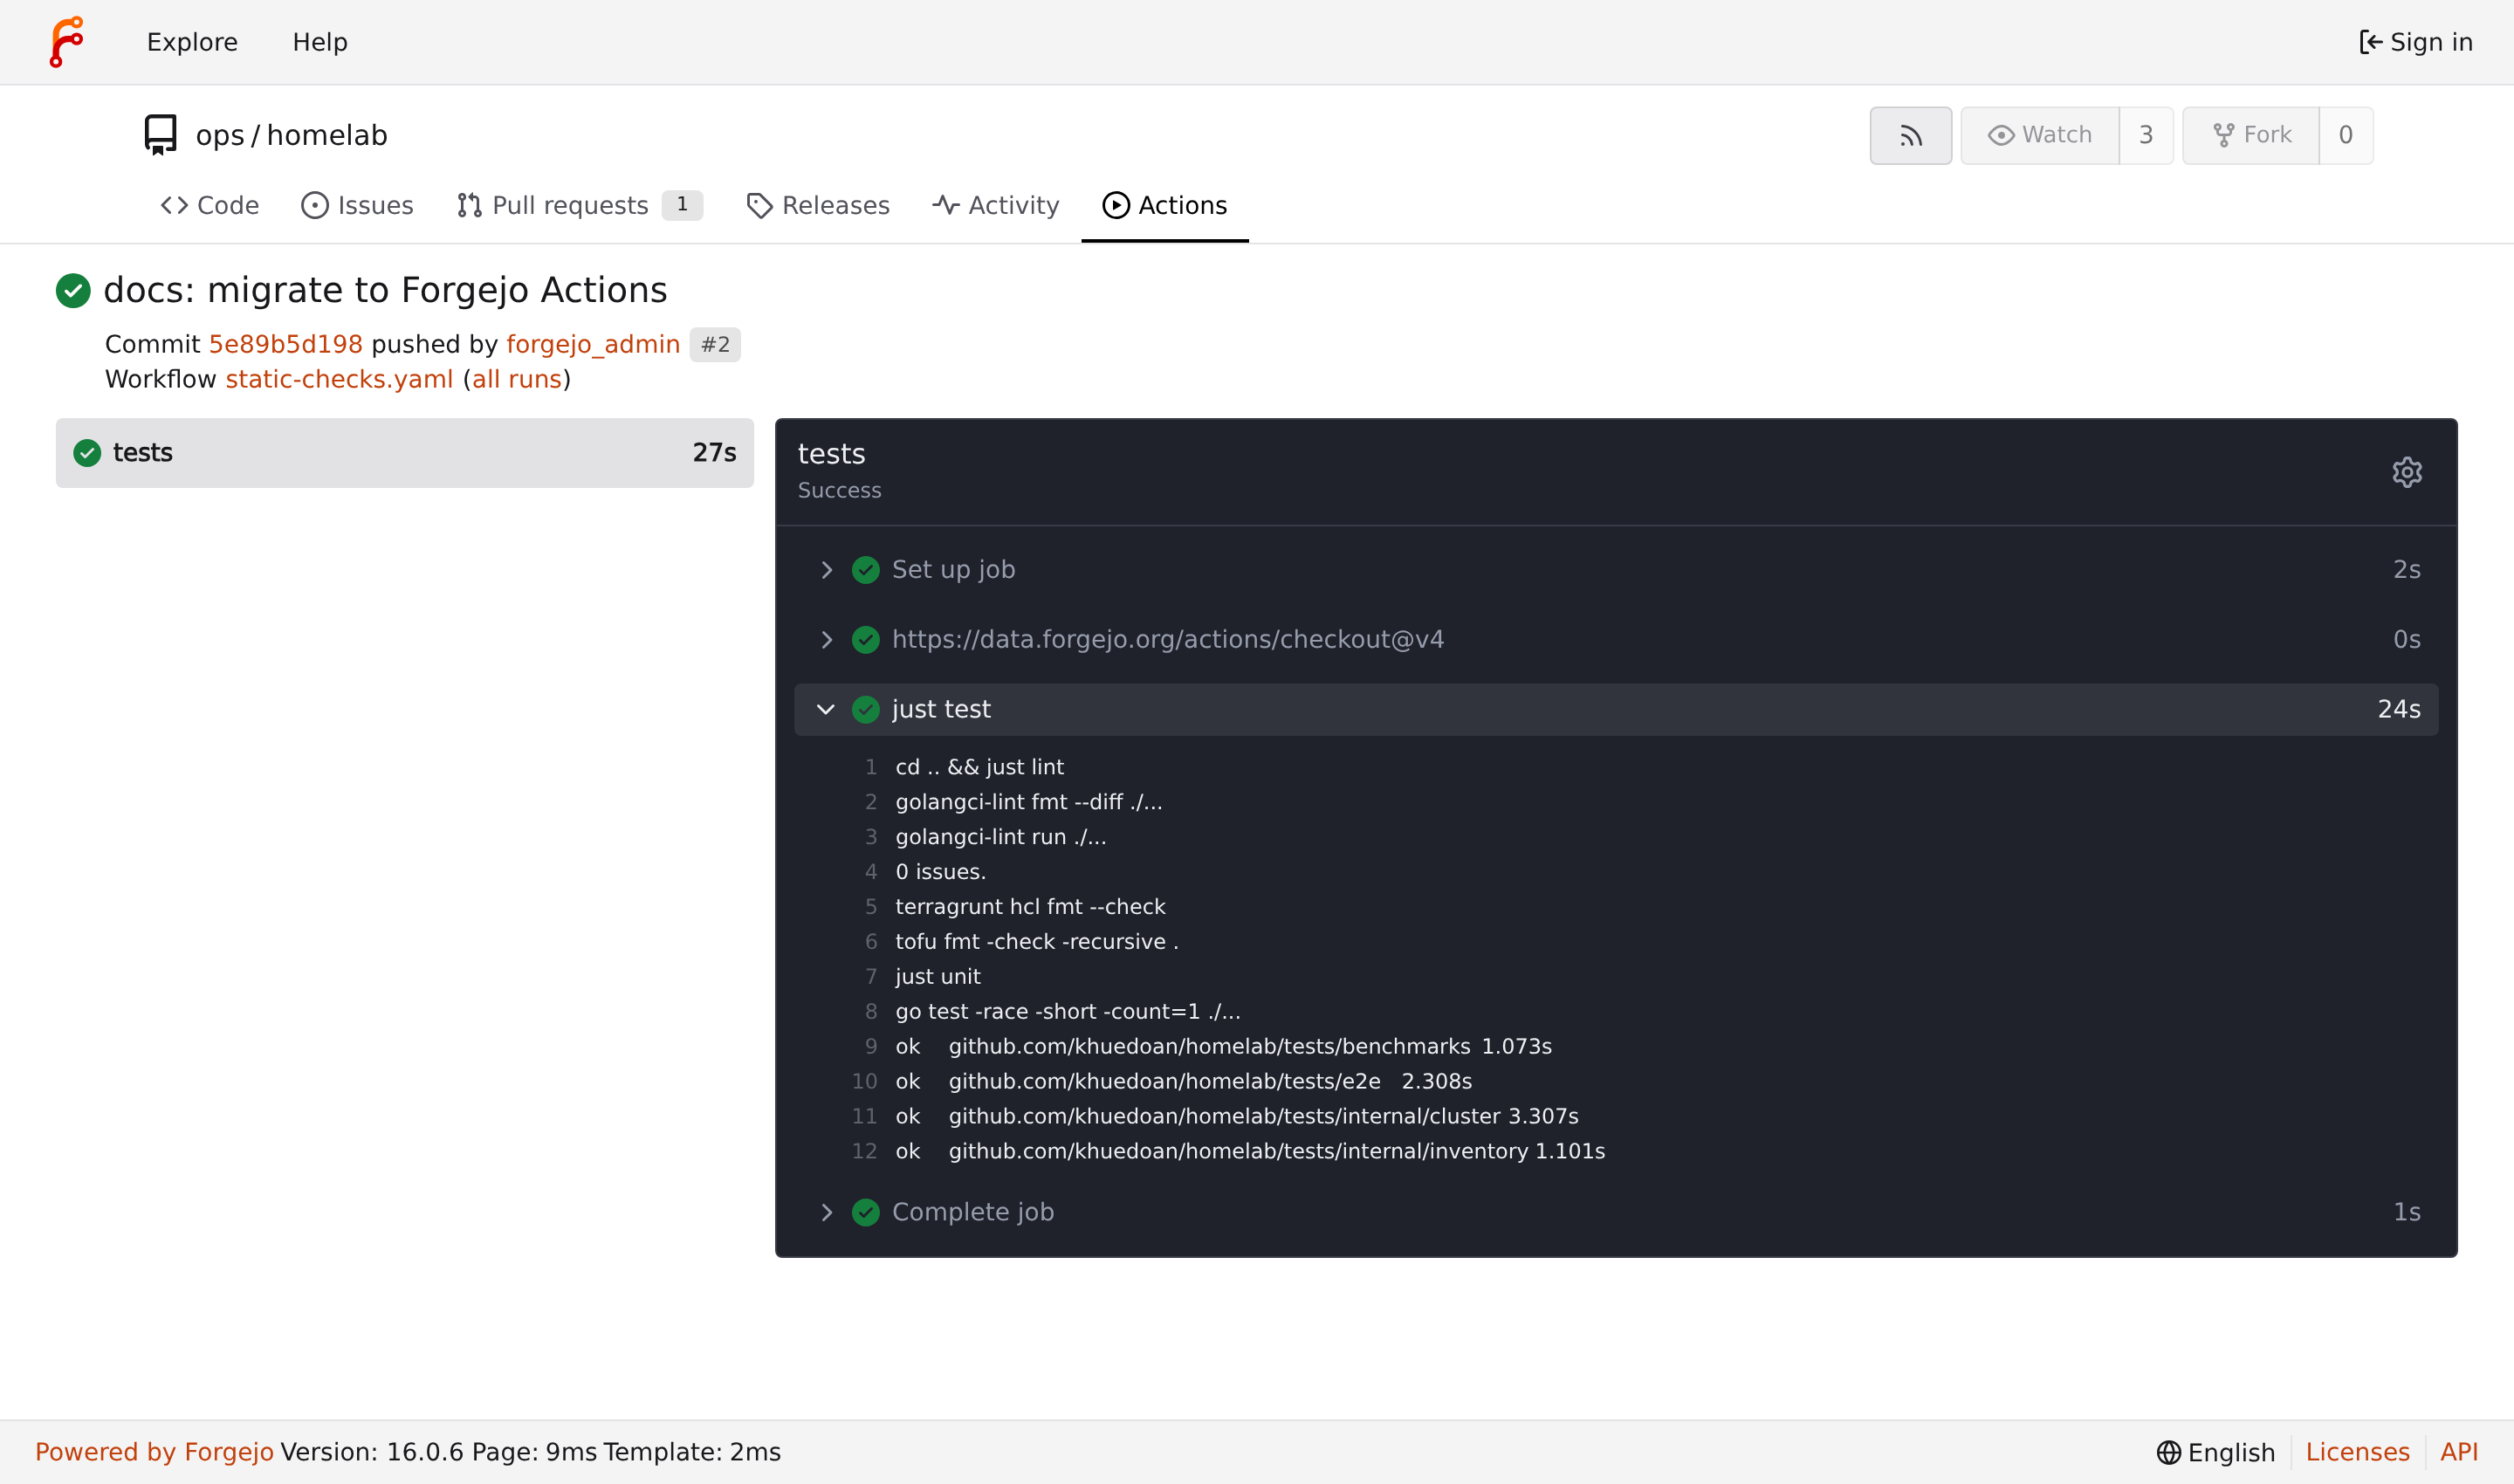 Explore Help Sign in
ops / homelab Watch 3 Fork 0
Code Issues Pull requests 1 Releases Activity Actions
docs: migrate to Forgejo Actions
Commit 5e89b5d198 pushed by forgejo_admin #2
Workflow static-checks.yaml (all runs)
tests 27s
tests
Success
Set up job 2s
https://data.forgejo.org/actions/checkout@v4 0s
just test 24s
1 cd .. && just lint
2 golangci-lint fmt --diff ./...
3 golangci-lint run ./...
4 0 issues.
5 terragrunt hcl fmt --check
6 tofu fmt -check -recursive .
7 just unit
8 go test -race -short -count=1 ./...
9 ok github.com/khuedoan/homelab/tests/benchmarks 1.073s
10 ok github.com/khuedoan/homelab/tests/e2e 2.308s
11 ok github.com/khuedoan/homelab/tests/internal/cluster 3.307s
12 ok github.com/khuedoan/homelab/tests/internal/inventory 1.101s
Complete job 1s
Powered by Forgejo Version: 16.0.6 Page: 9ms Template: 2ms English Licenses API